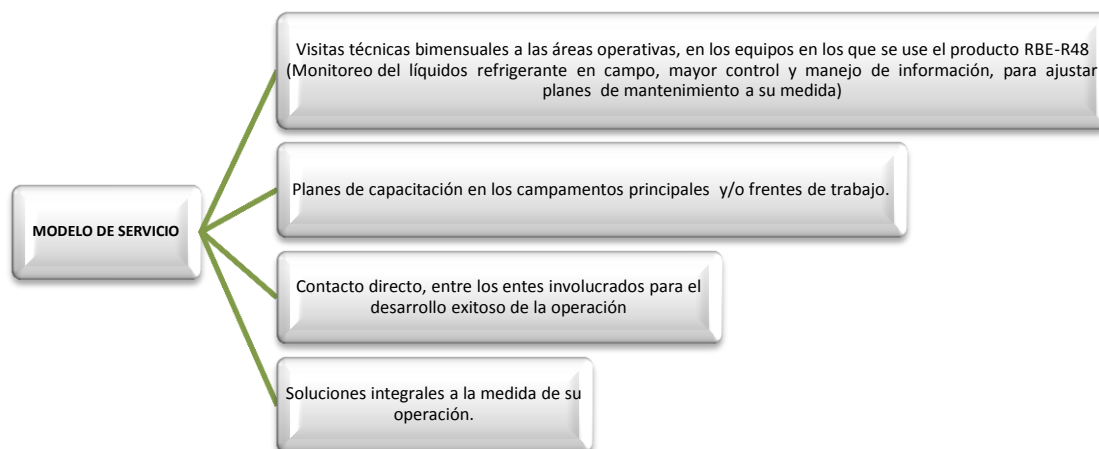 Visitas técnicas bimensuales a las áreas operativas, en los equipos en los que se use el producto RBE-R48
(Monitoreo del líquidos refrigerante en campo, mayor control y manejo de información, para ajustar
planes de mantenimiento a su medida)
Planes de capacitación en los campamentos principales y/o frentes de trabajo.
MODELO DE SERVICIO
Contacto directo, entre los entes involucrados para el
desarrollo exitoso de la operación
Soluciones integrales a la medida de su
operación.